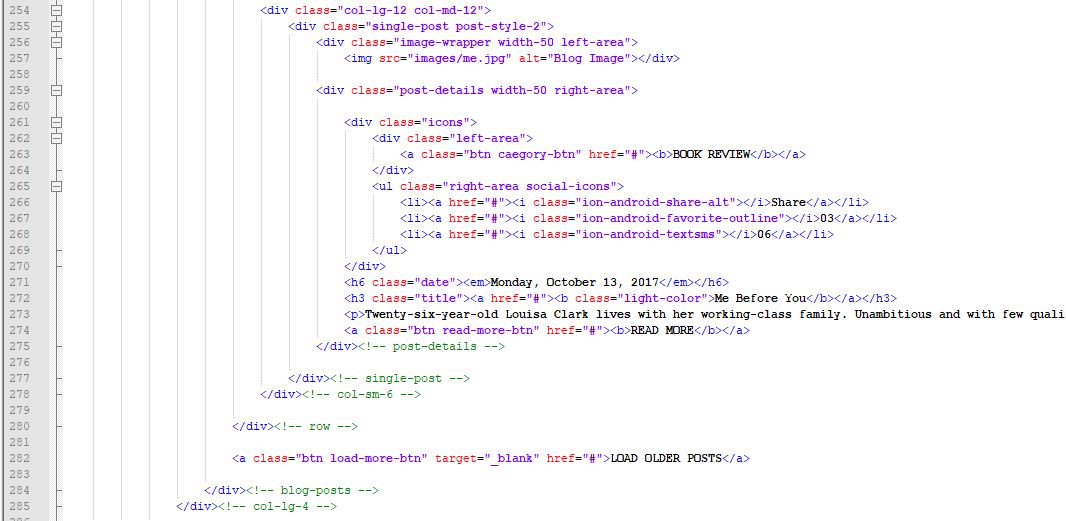 254 <div class="col-lg-12 col-md-12">
255 <div class="single-post post-style-2">
256 <div class="image-wrapper width-50 left-area">
257 <img src="images/me.jpg" alt="Blog Image"></div>
258
259 <div class="post-details width-50 right-area">
260
261 <div class="icons">
262 <div class="left-area">
263 <a class="btn caegory-btn" href="#"><b>BOOK REVIEW</b></a>
264 </div>
265 <ul class="right-area social-icons">
266 <li><a href="#"><i class="ion-android-share-alt"></i>Share</a></li>
267 <li><a href="#"><i class="ion-android-favorite-outline"></i>03</a></li>
268 <li><a href="#"><i class="ion-android-textsms"></i>06</a></li>
269 </ul>
270 </div>
271 <h6 class="date"><em>Monday, October 13, 2017</em></h6>
272 <h3 class="title"><a href="#"><b class="light-color">Me Before You</b></a></h3>
273 <p>Twenty-six-year-old Louisa Clark lives with her working-class family. Unambitious and with few quali
274 <a class="btn read-more-btn" href="#"><b>READ MORE</b></a>
275 </div><!-- post-details -->
276
277 </div><!-- single-post -->
278 </div><!-- col-sm-6 -->
279
280 </div><!-- row -->
281
282 <a class="btn load-more-btn" target="_blank" href="#">LOAD OLDER POSTS</a>
283
284 </div><!-- blog-posts -->
285 </div><!-- col-lg-4 -->